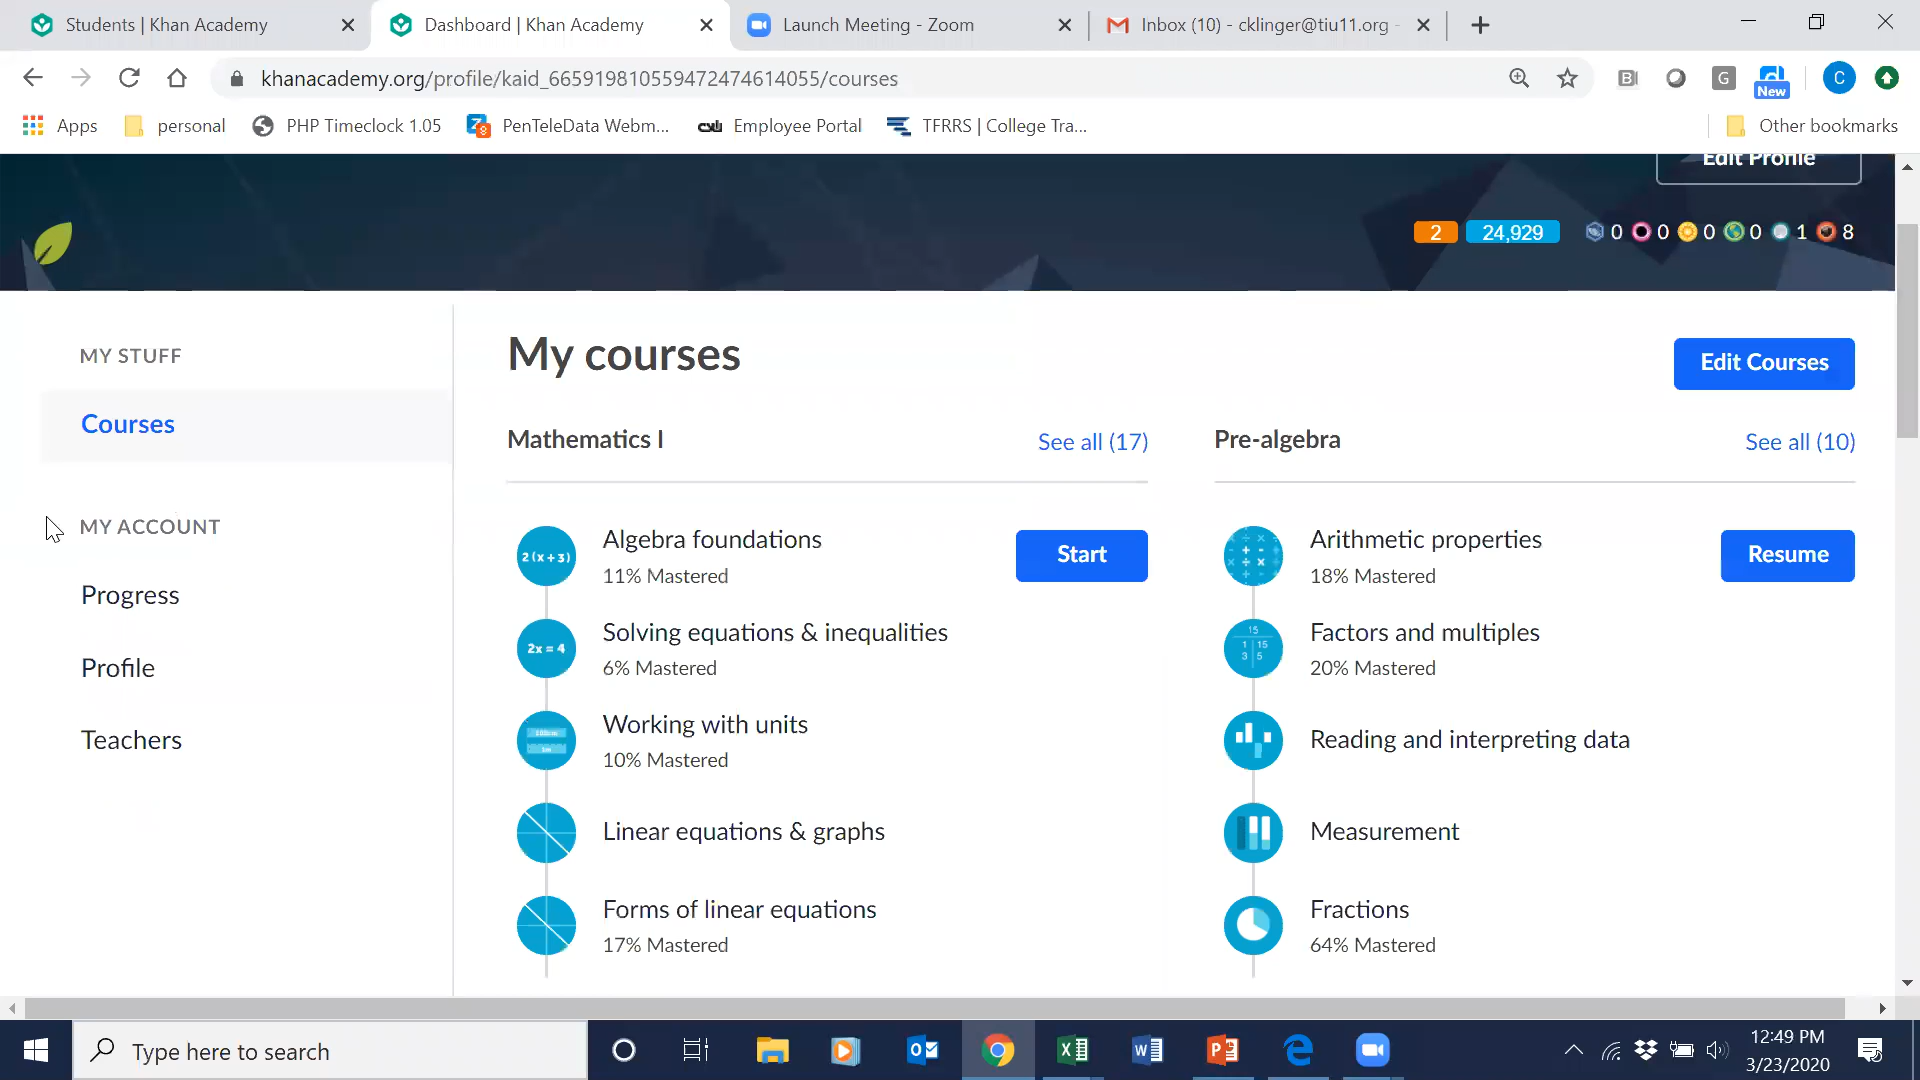 Students | Khan Academy
Dashboard | Khan Academy
Launch Meeting - Zoom
Inbox (10) - cklinger@tiu11.org -
khanacademy.org/profile/kaid_665919810559472474614055/courses
B
G
New
C
Apps
personal
PHP Timeclock 1.05
PenTeleData Webm...
Employee Portal
TFRRS | College Tra...
Other bookmarks
Edit Profile
2
24,929
0
0
0
0
1
8
MY STUFF
Courses
MY ACCOUNT
Progress
Profile
Teachers
My courses
Edit Courses
Mathematics I
See all (17)
2(x+3)
Algebra foundations
11% Mastered
Start
2x = 4
Solving equations & inequalities
6% Mastered
Working with units
10% Mastered
Linear equations & graphs
Forms of linear equations
17% Mastered
Pre-algebra
See all (10)
Arithmetic properties
18% Mastered
Resume
15
1 15
3 5
Factors and multiples
20% Mastered
Reading and interpreting data
Measurement
Fractions
64% Mastered
Type here to search
12:49 PM
3/23/2020